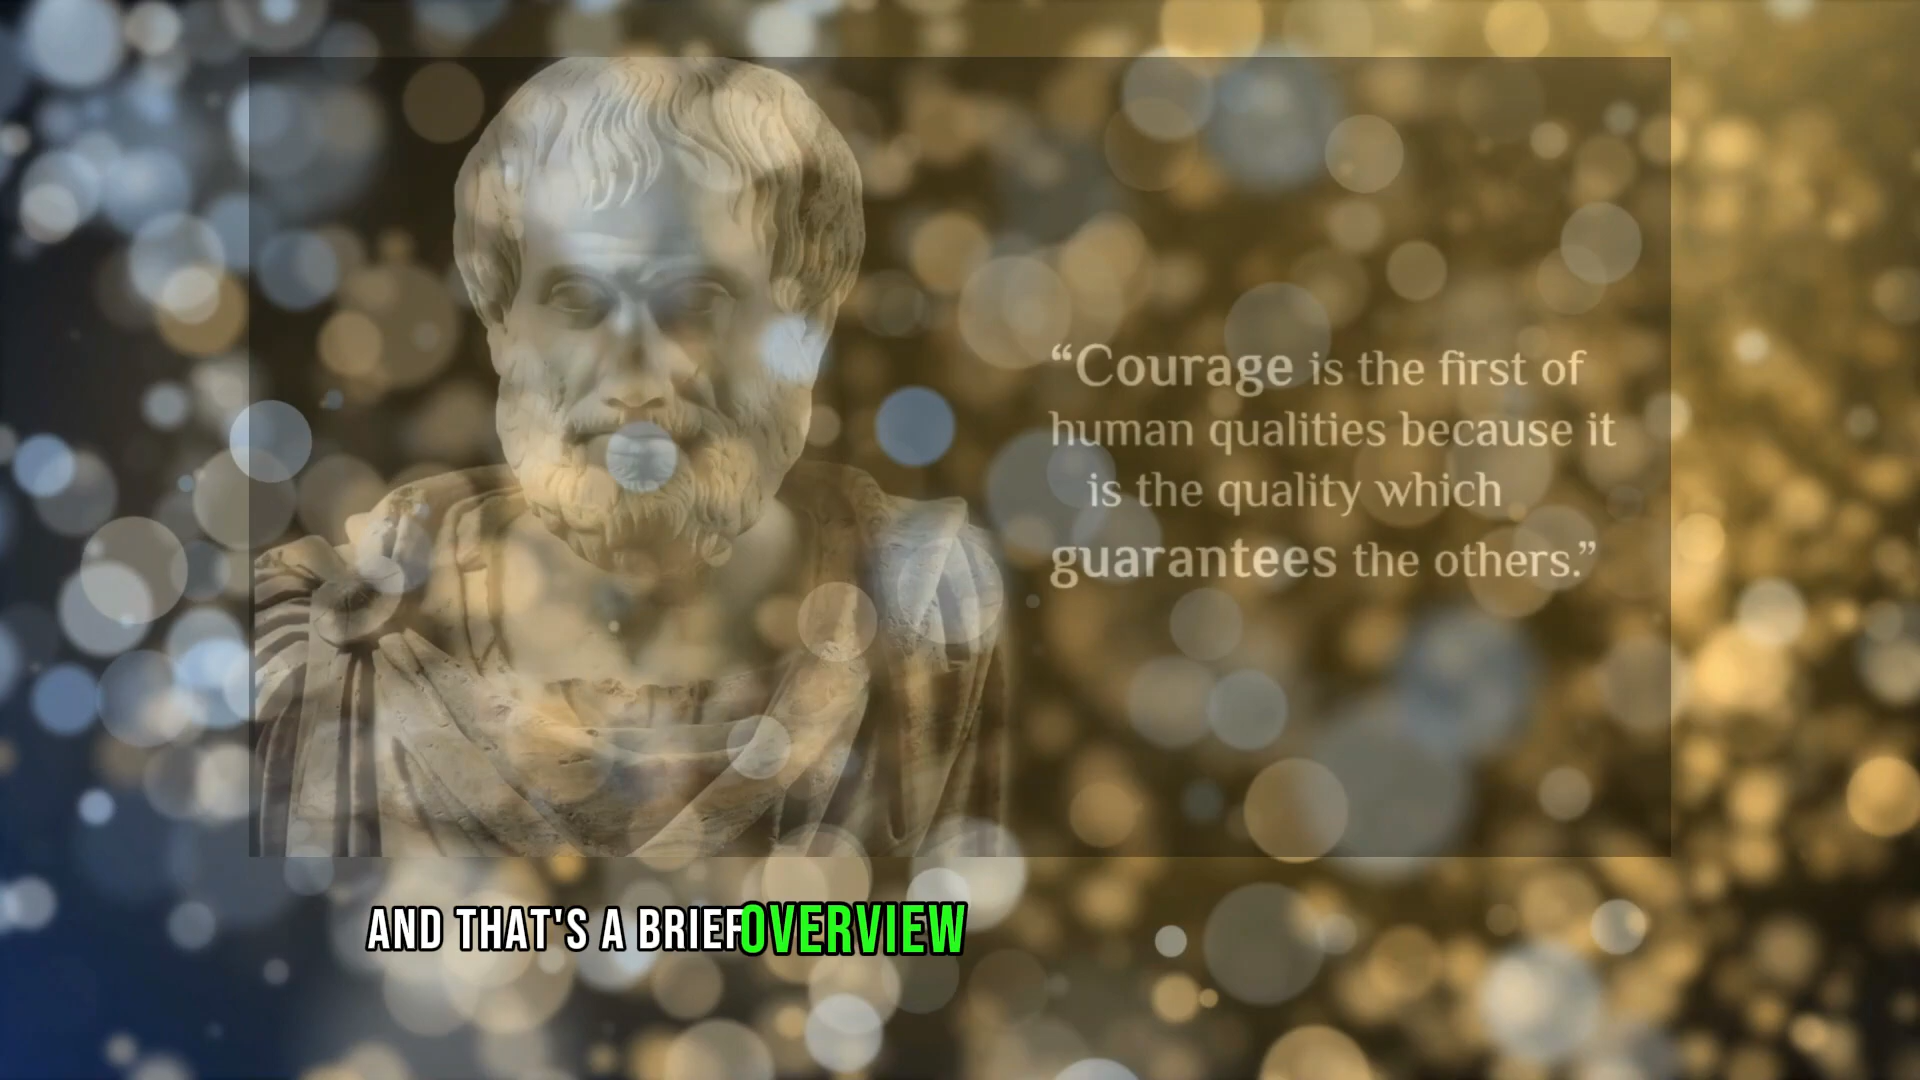 “Courage is the first of
human qualities because it
is the quality which
guarantees the others.”
AND THAT'S A BRIEF OVERVIEW